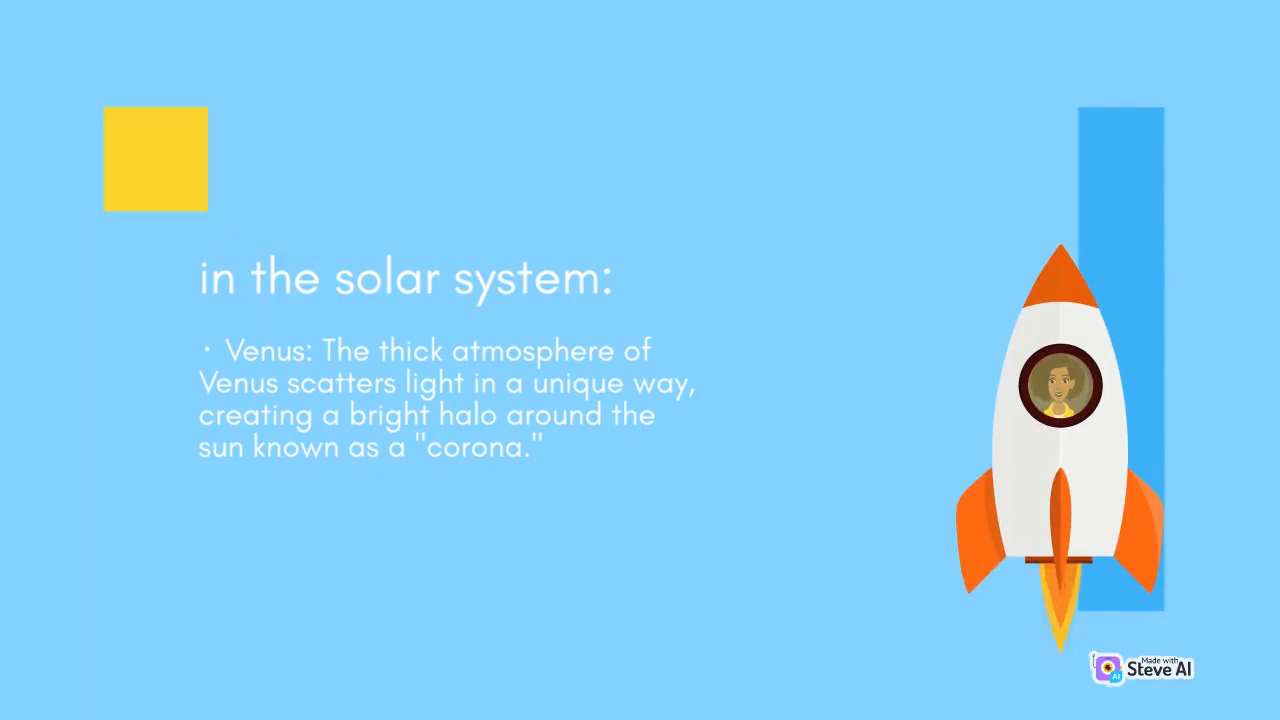 in the solar system:
· Venus: The thick atmosphere of
Venus scatters light in a unique way,
creating a bright halo around the
sun known as a "corona."
Made with
Steve AI
AI